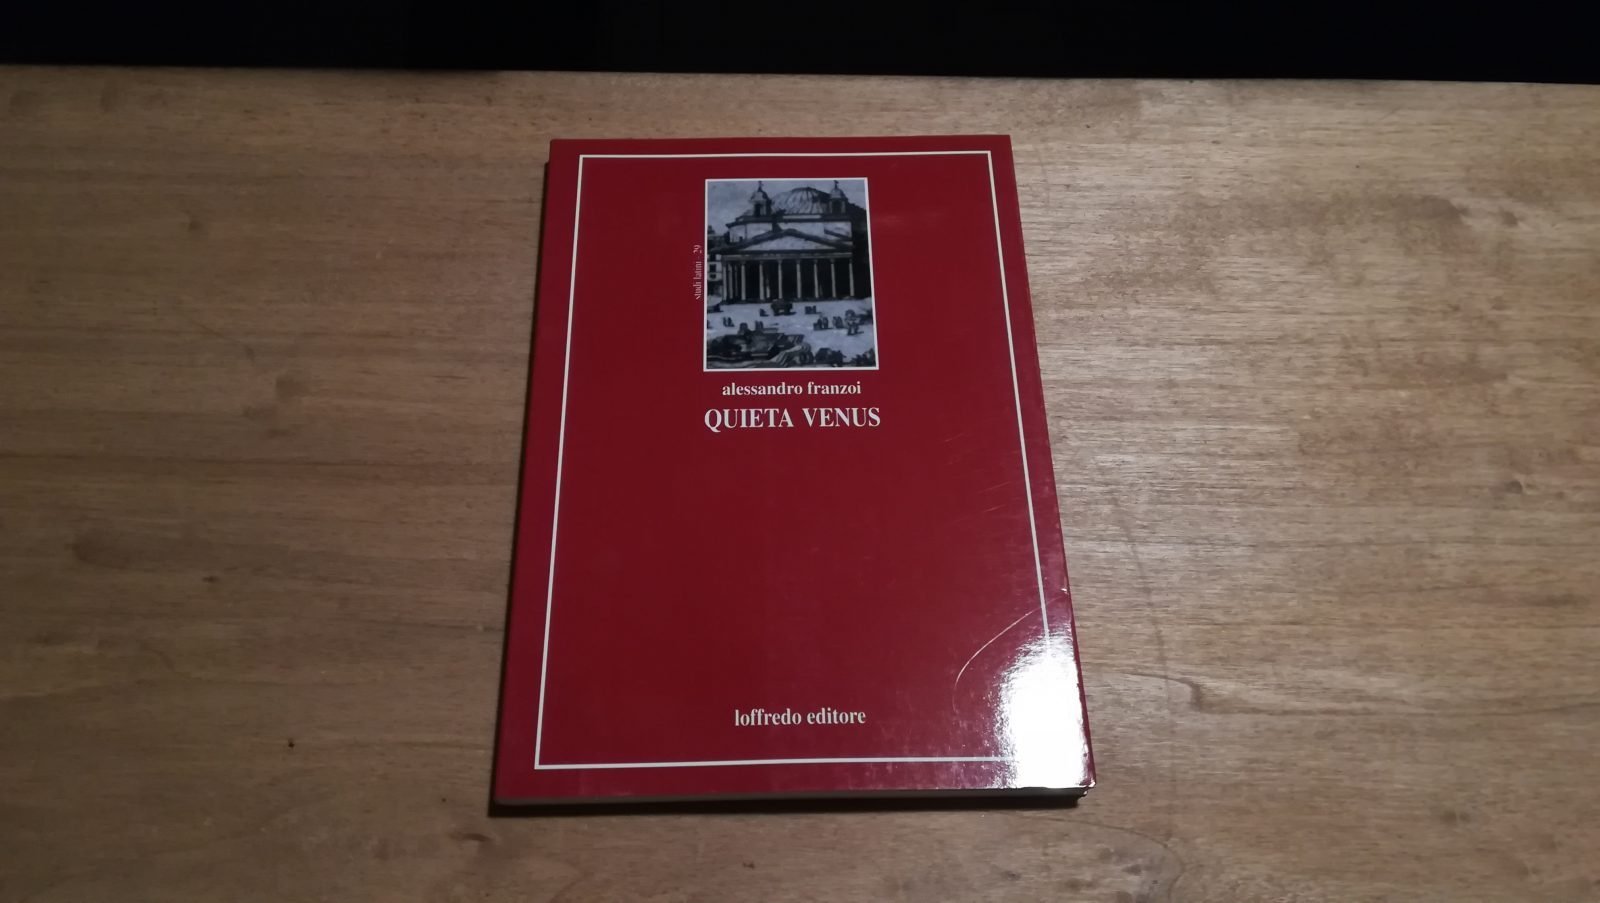 studi latini - 29
alessandro franzoi
QUIETA VENUS
loffredo editore